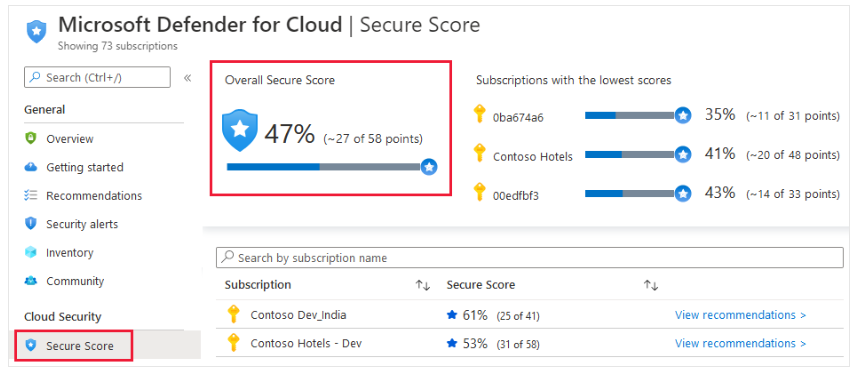 Microsoft Defender for Cloud | Secure Score
Showing 73 subscriptions
Search (Ctrl+/)
«
General
Overview
Getting started
Recommendations
Security alerts
Inventory
Community
Cloud Security
Secure Score
Overall Secure Score
47% (~27 of 58 points)
Subscriptions with the lowest scores
0ba674a6 35% (~11 of 31 points)
Contoso Hotels 41% (~20 of 48 points)
00edfbf3 43% (~14 of 33 points)
Search by subscription name
Subscription ↑↓ Secure Score ↑↓
Contoso Dev_India 61% (25 of 41) View recommendations >
Contoso Hotels - Dev 53% (31 of 58) View recommendations >